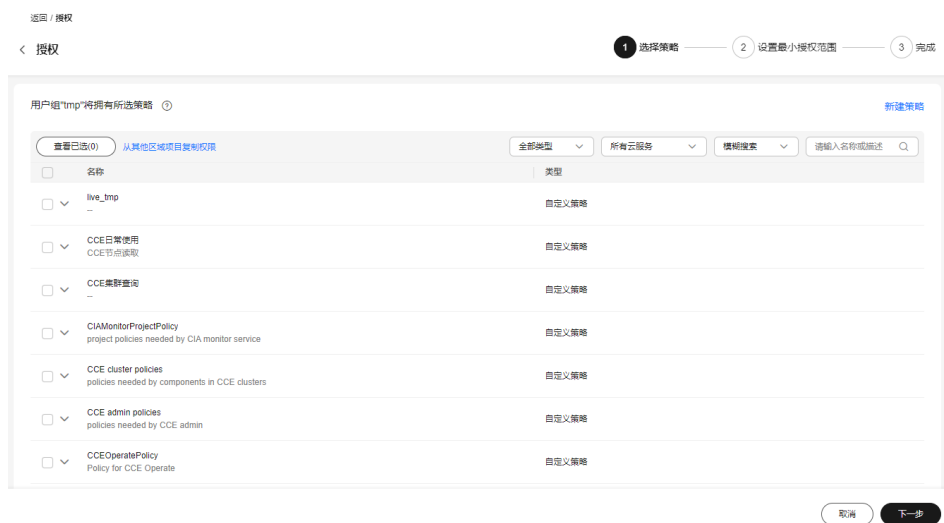 返回 / 授权
授权
1 选择策略 2 设置最小授权范围 3 完成
用户组"tmp"将拥有所选策略 ?
新建策略
查看已选(0) 从其他区域项目复制权限 全部类型 所有云服务 模糊搜索 请输入名称或描述
名称 类型
live_tmp
--
自定义策略
CCE日常使用
CCE节点读取
自定义策略
CCE集群查询
--
自定义策略
CIAMonitorProjectPolicy
project policies needed by CIA monitor service
自定义策略
CCE cluster policies
policies needed by components in CCE clusters
自定义策略
CCE admin policies
policies needed by CCE admin
自定义策略
CCEOperatePolicy
Policy for CCE Operate
自定义策略
取消 下一步